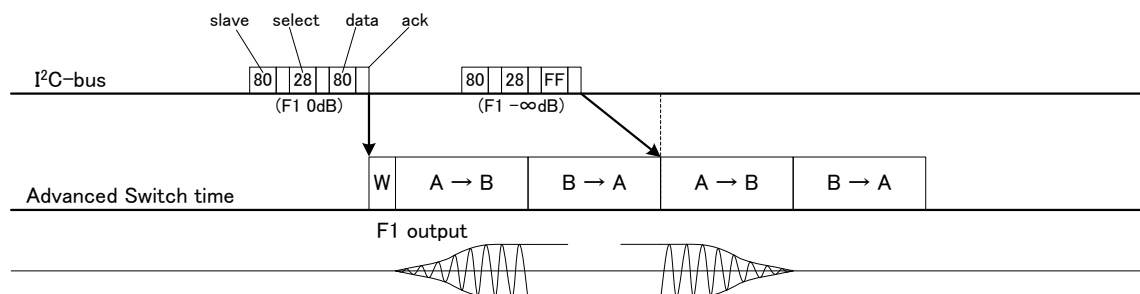 slave select data ack
I²C-bus
80 28 80 80 28 FF
(F1 0dB) (F1 −∞dB)
W A → B B → A A → B B → A
Advanced Switch time
F1 output